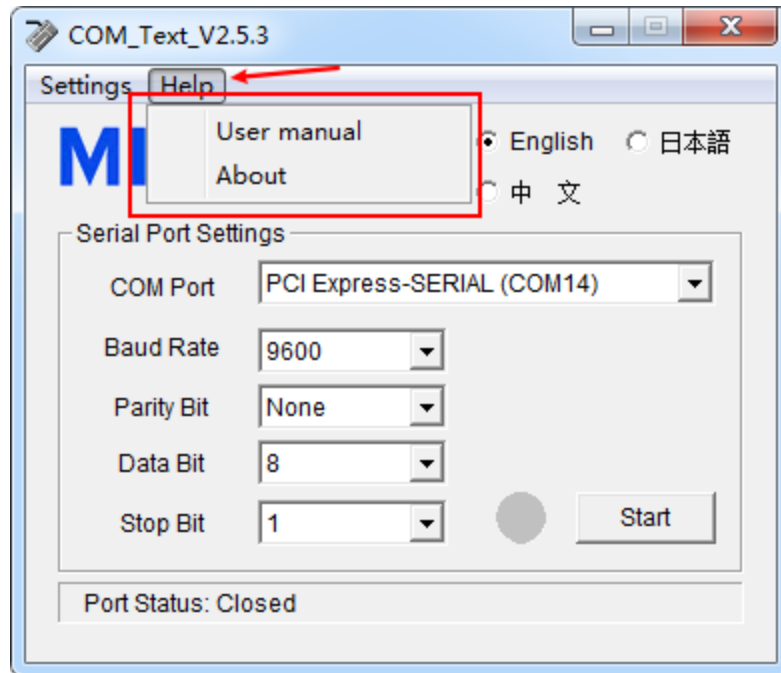 COM_Text_V2.5.3
Settings Help
User manual
About
English 日本語
中 文
Serial Port Settings
COM Port PCI Express-SERIAL (COM14)
Baud Rate 9600
Parity Bit None
Data Bit 8
Stop Bit 1
Start
Port Status: Closed